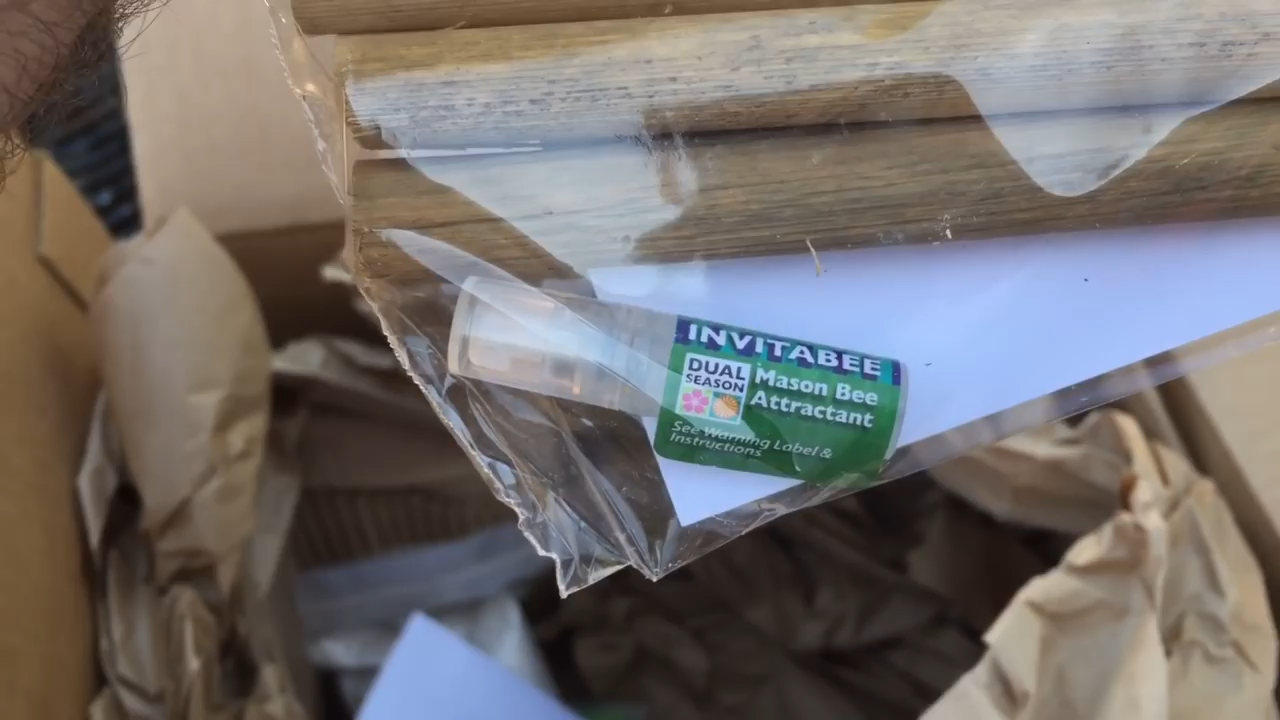 INVITABEE
DUAL
SEASON
Mason Bee
Attractant
See Warning Label &
Instructions